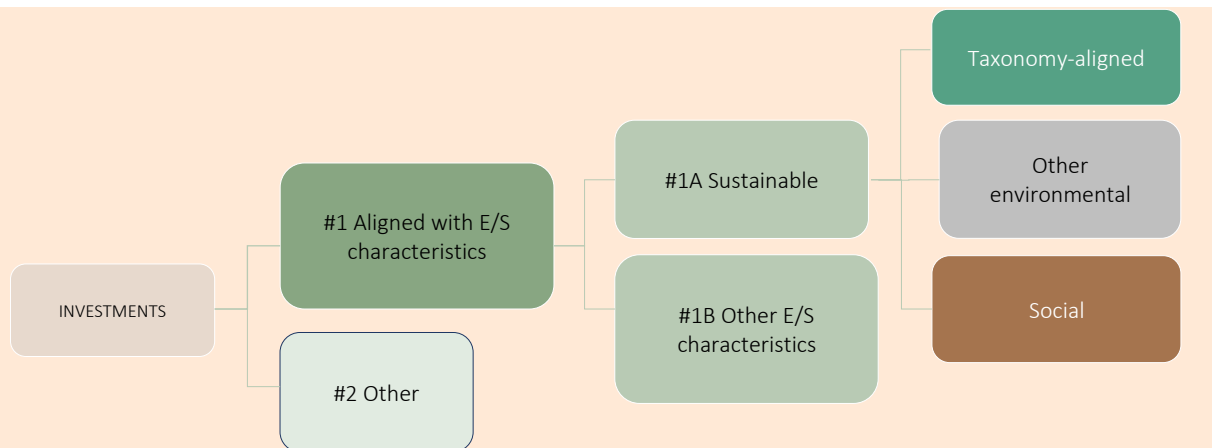 INVESTMENTS
#1 Aligned with E/S
characteristics
#2 Other
#1A Sustainable
#1B Other E/S
characteristics
Taxonomy-aligned
Other
environmental
Social